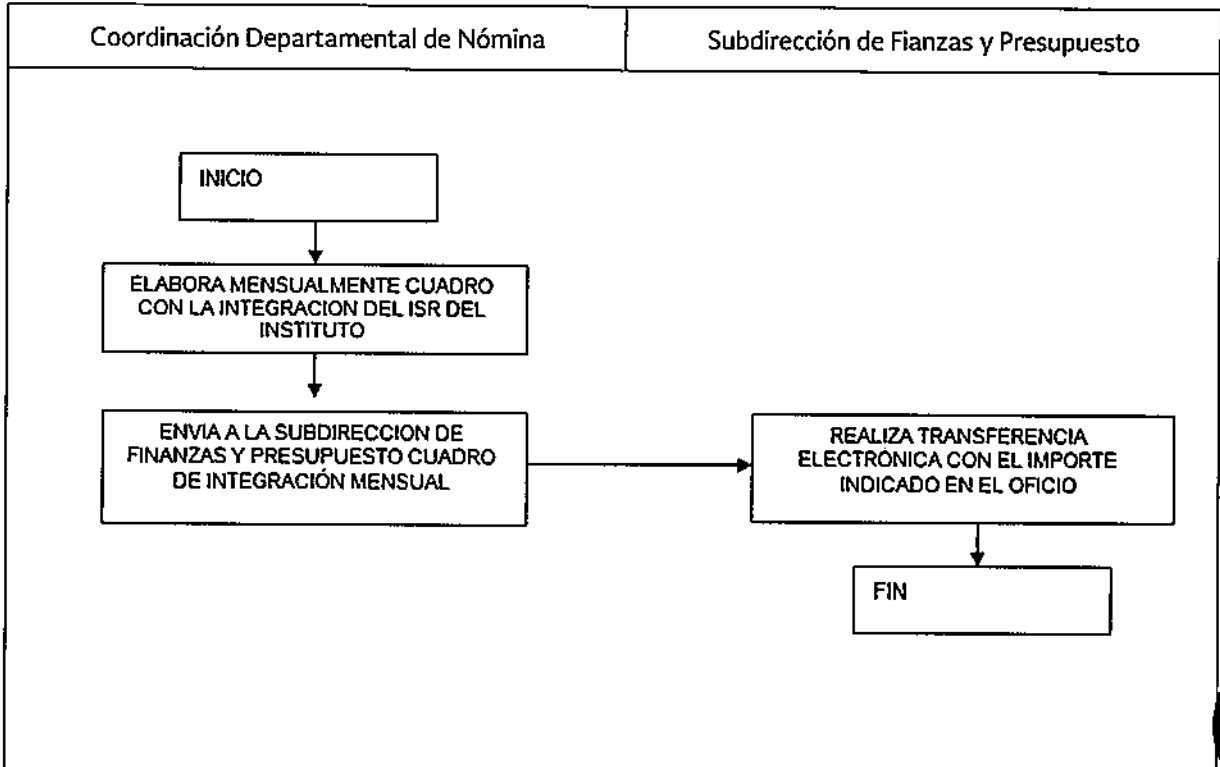 Coordinación Departamental de Nómina
Subdirección de Fianzas y Presupuesto
INICIO
ELABORA MENSUALMENTE CUADRO
CON LA INTEGRACION DEL ISR DEL
INSTITUTO
ENVIA A LA SUBDIRECCION DE
FINANZAS Y PRESUPUESTO CUADRO
DE INTEGRACIÓN MENSUAL
REALIZA TRANSFERENCIA
ELECTRÓNICA CON EL IMPORTE
INDICADO EN EL OFICIO
FIN